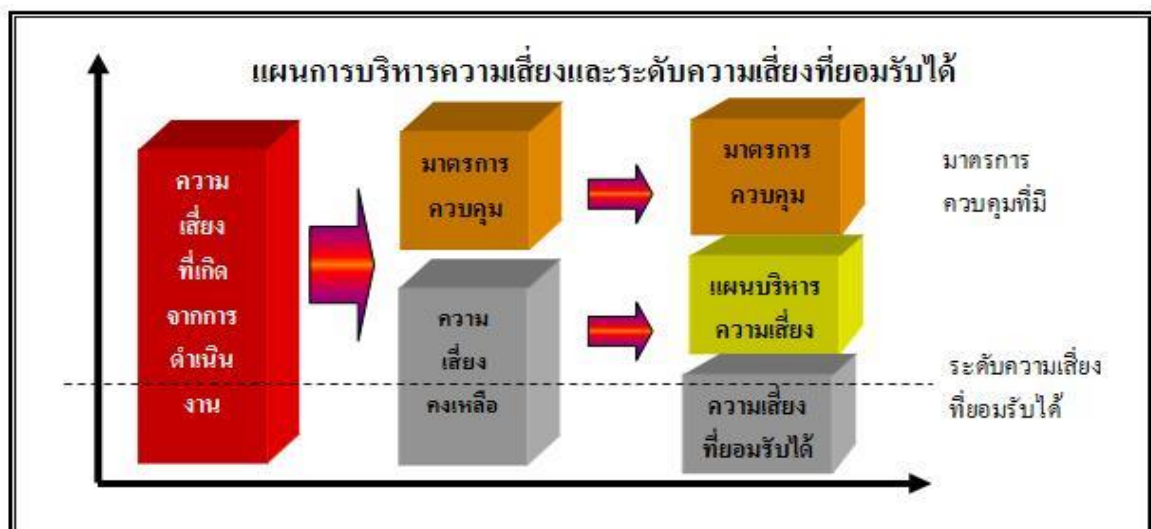 แผนการบริหารความเสี่ยงและระดับความเสี่ยงที่ยอมรับได้
ความ
เสี่ยง
ที่เกิด
จากการ
ดำเนิน
งาน
มาตรการ
ควบคุม
ความ
เสี่ยง
คงเหลือ
มาตรการ
ควบคุม
แผนบริหาร
ความเสี่ยง
ความเสี่ยง
ที่ยอมรับได้
มาตรการ
ควบคุมที่มี
ระดับความเสี่ยง
ที่ยอมรับได้